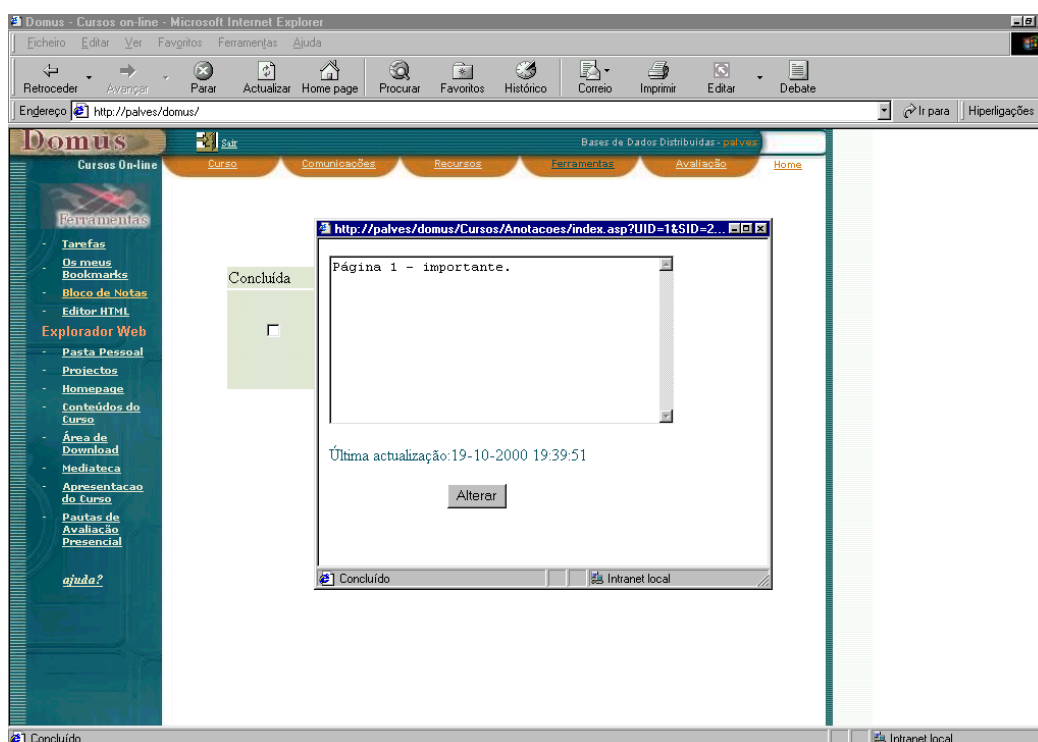 Domus - Cursos on-line - Microsoft Internet Explorer
Ficheiro Editar Ver Favoritos Ferramentas Ajuda
Retroceder Avançar Parar Actualizar Home page Procurar Favoritos Histórico Correio Imprimir Editar Debate
Endereço http://palves/domus/ Ir para Hiperligações
Domus Sair Bases de Dados Distribuidas - palves
Cursos On-line Curso Comunicações Recursos Ferramentas Avaliação Home
Ferramentas
- Tarefas
- Os meus
Bookmarks
- Bloco de Notas
- Editor HTML
Explorador Web
- Pasta Pessoal
- Projectos
- Homepage
- Conteúdos do
Curso
- Área de
Download
- Mediateca
- Apresentacao
do Curso
- Pautas de
Avaliação
Presencial
ajuda?
Concluída
http://palves/domus/Cursos/Anotacoes/index.asp?UID=1&SID=2...
Página 1 - importante.
Última actualização:19-10-2000 19:39:51
Alterar
Concluído Intranet local
Concluído Intranet local